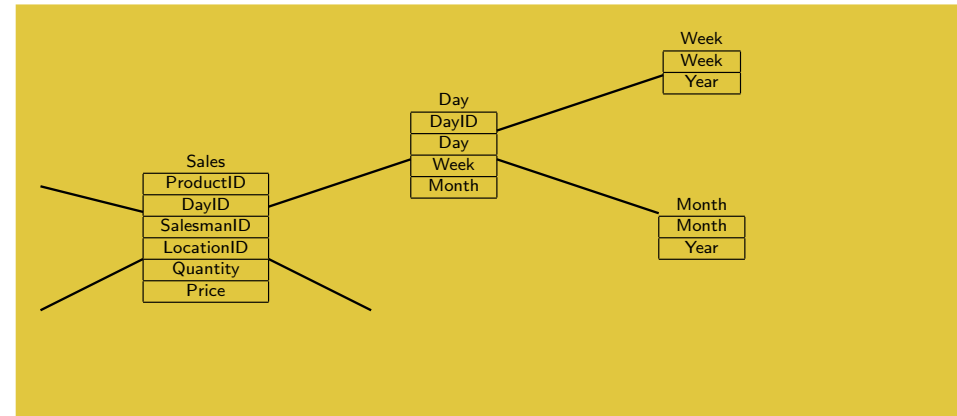 Sales
ProductID
DayID
SalesmanID
LocationID
Quantity
Price
Day
DayID
Day
Week
Month
Week
Week
Year
Month
Month
Year